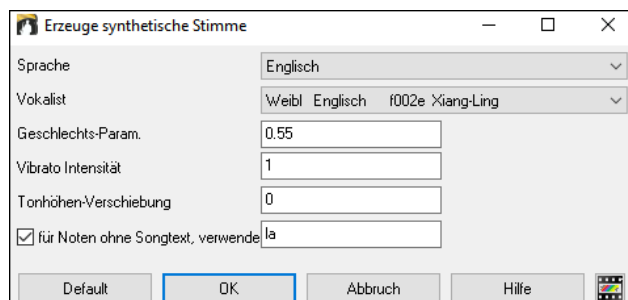 Erzeuge synthetische Stimme
Sprache Englisch
Vokalist Weibl Englisch f002e Xiang-Ling
Geschlechts-Param. 0.55
Vibrato Intensität 1
Tonhöhen-Verschiebung 0
für Noten ohne Songtext, verwende la
Default OK Abbruch Hilfe